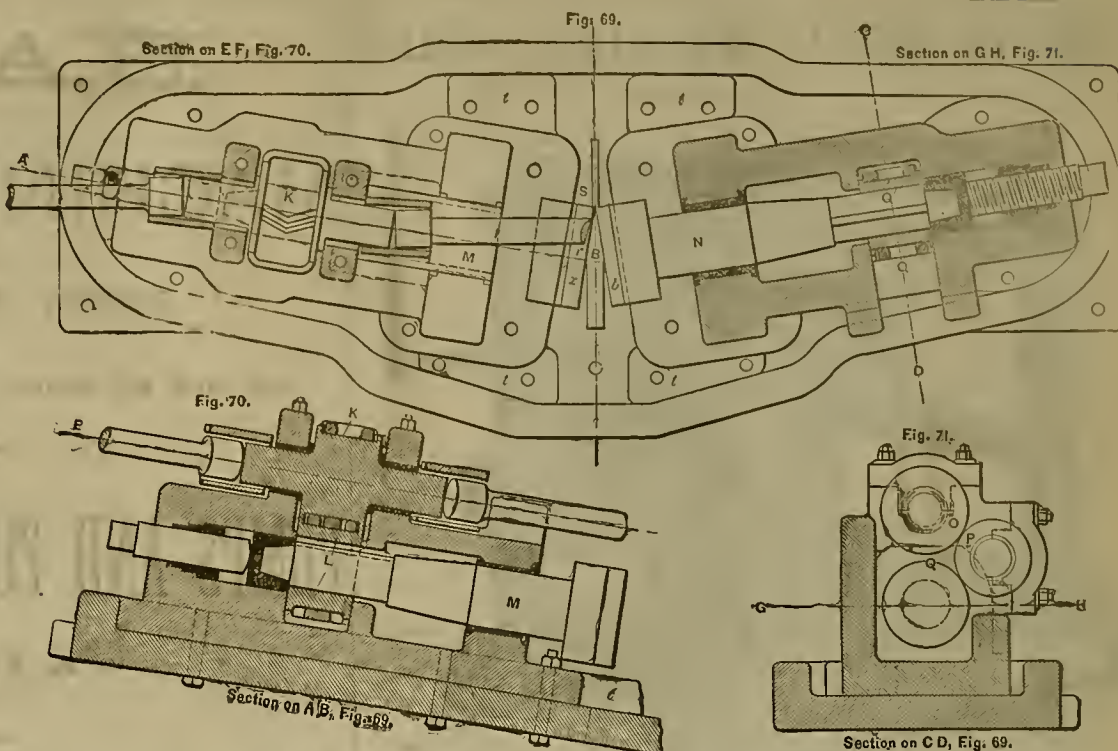 Fig. 69.
Section on E F, Fig. 70.
Section on G H, Fig. 71.
C
A
K
M
S
r
z
B
l
N
Q
D
t
t
t
t
Fig. 70.
K
E
L
M
t
Section on A B, Fig. 69.
Fig. 71.
O
P
Q
G
H
Section on C D, Fig. 69.